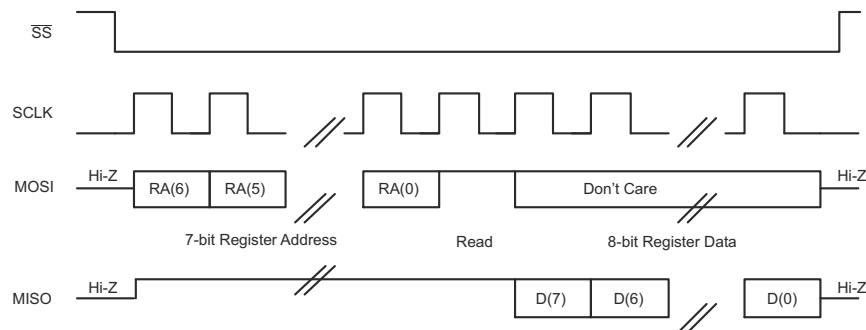 SS
SCLK
MOSI Hi-Z RA(6) RA(5) RA(0) Don't Care Hi-Z
7-bit Register Address Read 8-bit Register Data
MISO Hi-Z D(7) D(6) D(0) Hi-Z